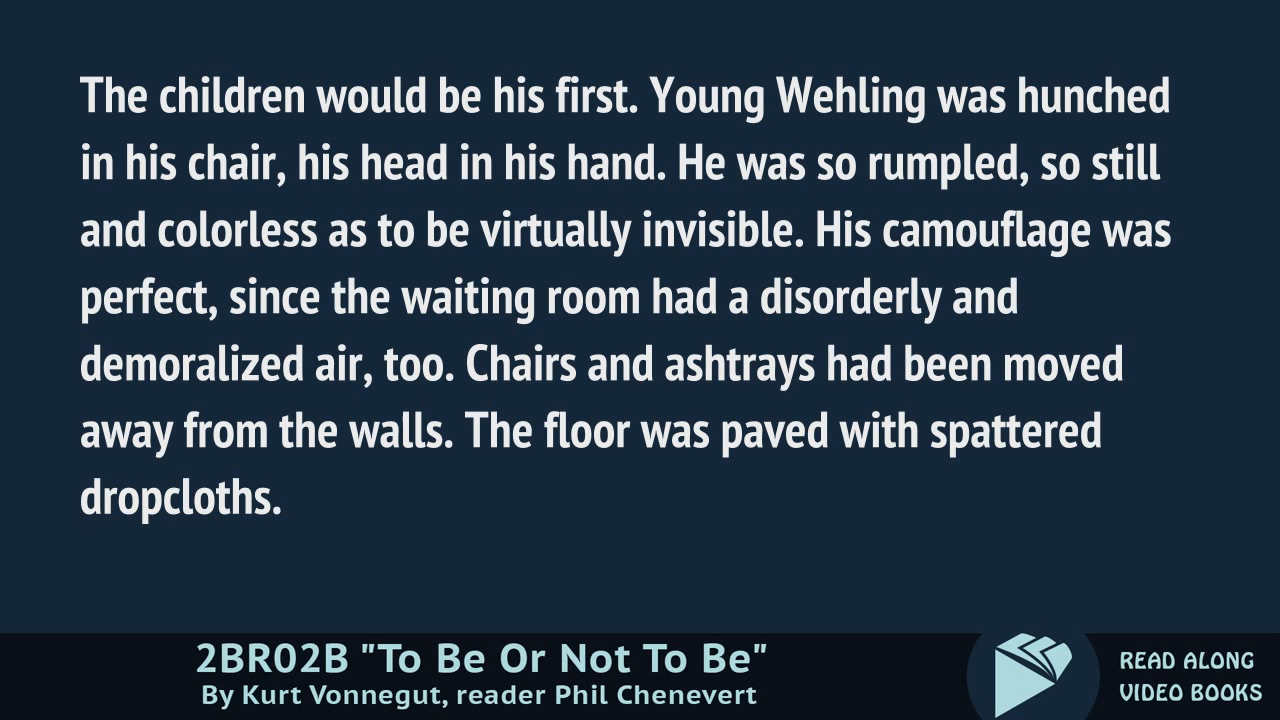 The children would be his first. Young Wehling was hunched
in his chair, his head in his hand. He was so rumpled, so still
and colorless as to be virtually invisible. His camouflage was
perfect, since the waiting room had a disorderly and
demoralized air, too. Chairs and ashtrays had been moved
away from the walls. The floor was paved with spattered
dropcloths.
2BR02B "To Be Or Not To Be"
By Kurt Vonnegut, reader Phil Chenevert
READ ALONG
VIDEO BOOKS